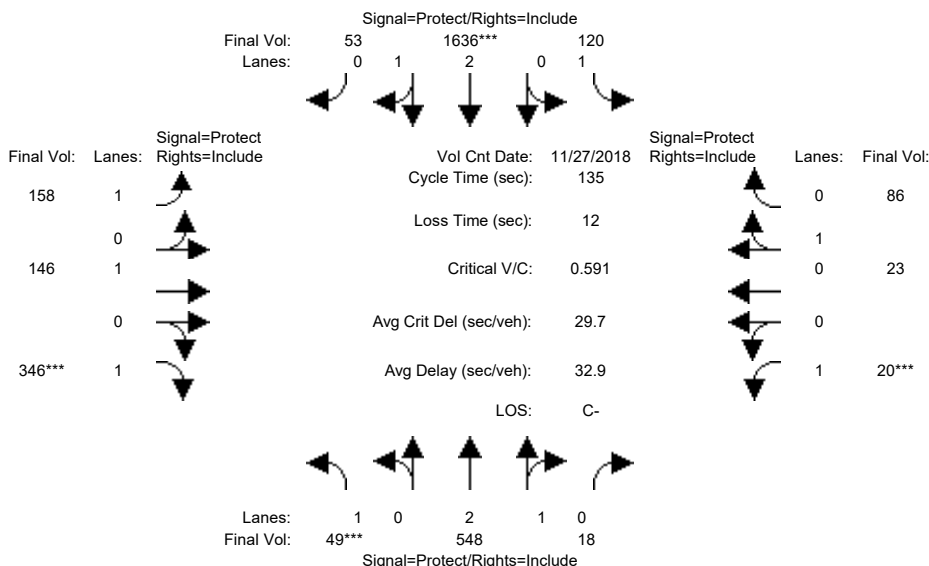 Signal=Protect/Rights=Include
Final Vol: 53 1636*** 120
Lanes: 0 1 2 0 1
Signal=Protect Signal=Protect
Final Vol: Lanes: Rights=Include Vol Cnt Date: 11/27/2018 Rights=Include Lanes: Final Vol:
Cycle Time (sec): 135
158 1 0 86
Loss Time (sec): 12
0 1
146 1 Critical V/C: 0.591 0 23
0 Avg Crit Del (sec/veh): 29.7 0
346*** 1 Avg Delay (sec/veh): 32.9 1 20***
LOS: C-
Lanes: 1 0 2 1 0
Final Vol: 49*** 548 18
Signal=Protect/Rights=Include